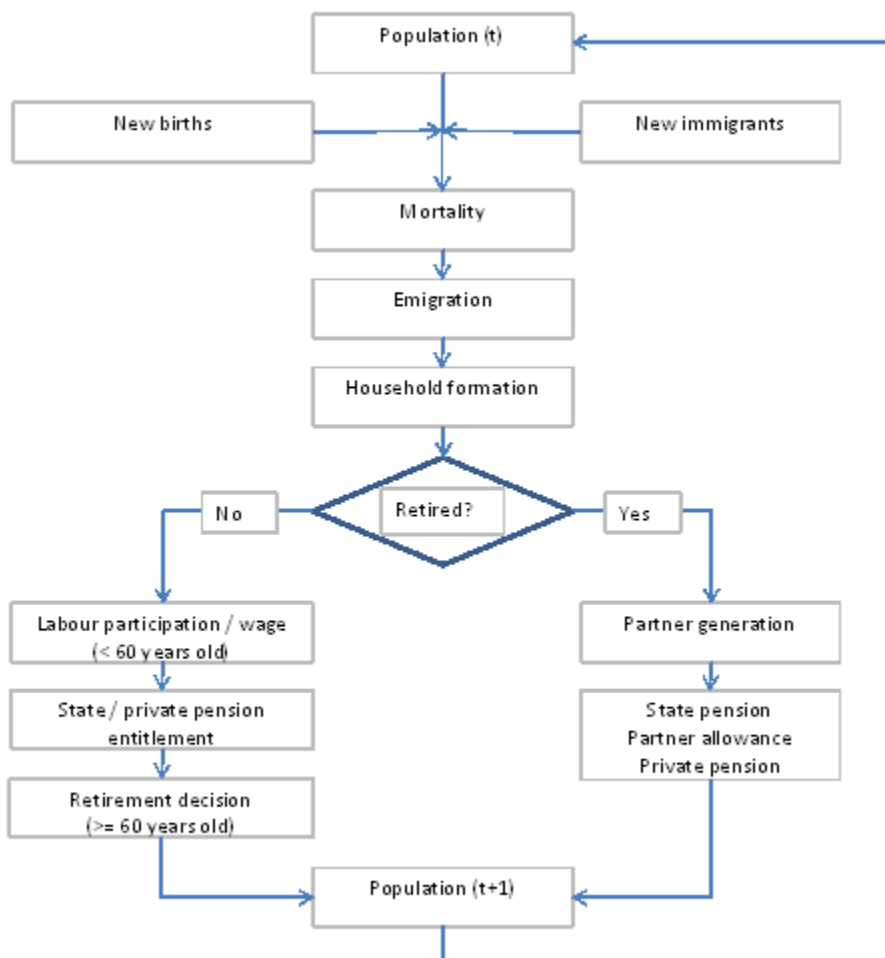 Population (t)
New births
New immigrants
Mortality
Emigration
Household formation
Retired?
No
Yes
Labour participation / wage
(< 60 years old)
Partner generation
State / private pension
entitlement
State pension
Partner allowance
Private pension
Retirement decision
(>= 60 years old)
Population (t+1)